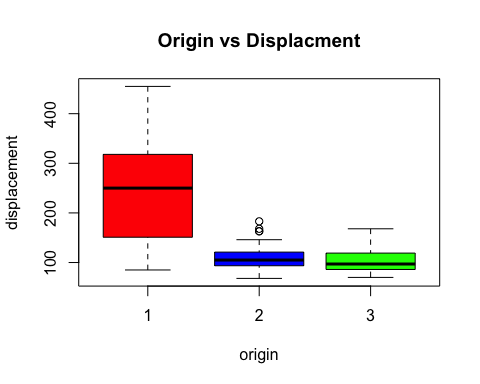 Origin vs Displacment
displacement
400
300
200
100
1 2 3
origin